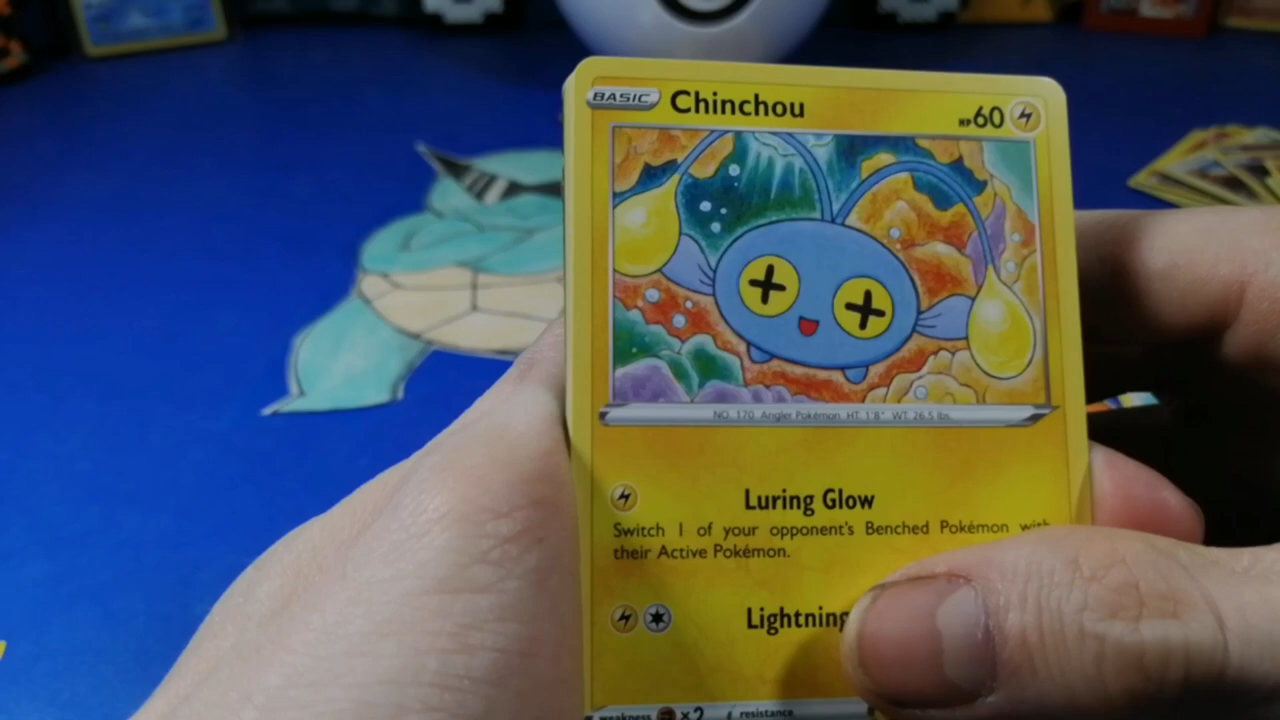 BASIC Chinchou HP60
NO. 170 Angler Pokémon HT: 1'8" WT: 26.5 lbs.
Luring Glow
Switch 1 of your opponent's Benched Pokémon with
their Active Pokémon.
Lightning
weakness ×2 resistance